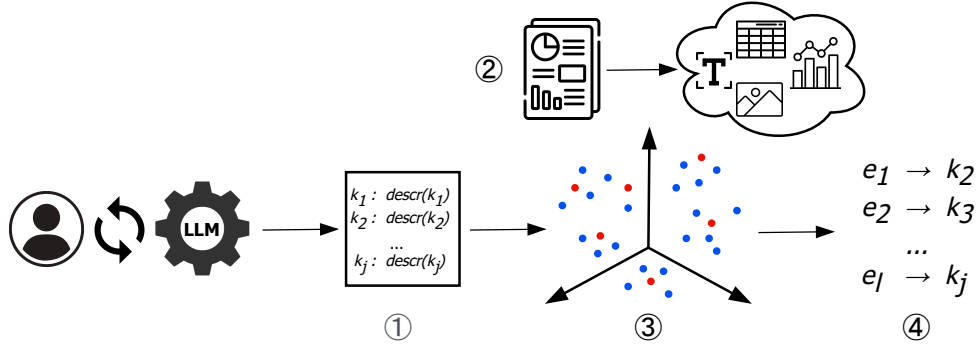 ②
T
LLM
k₁ : descr(k₁)
k₂ : descr(k₂)
...
kⱼ : descr(kⱼ)
e₁ → k₂
e₂ → k₃
...
eₗ → kⱼ
①
③
④